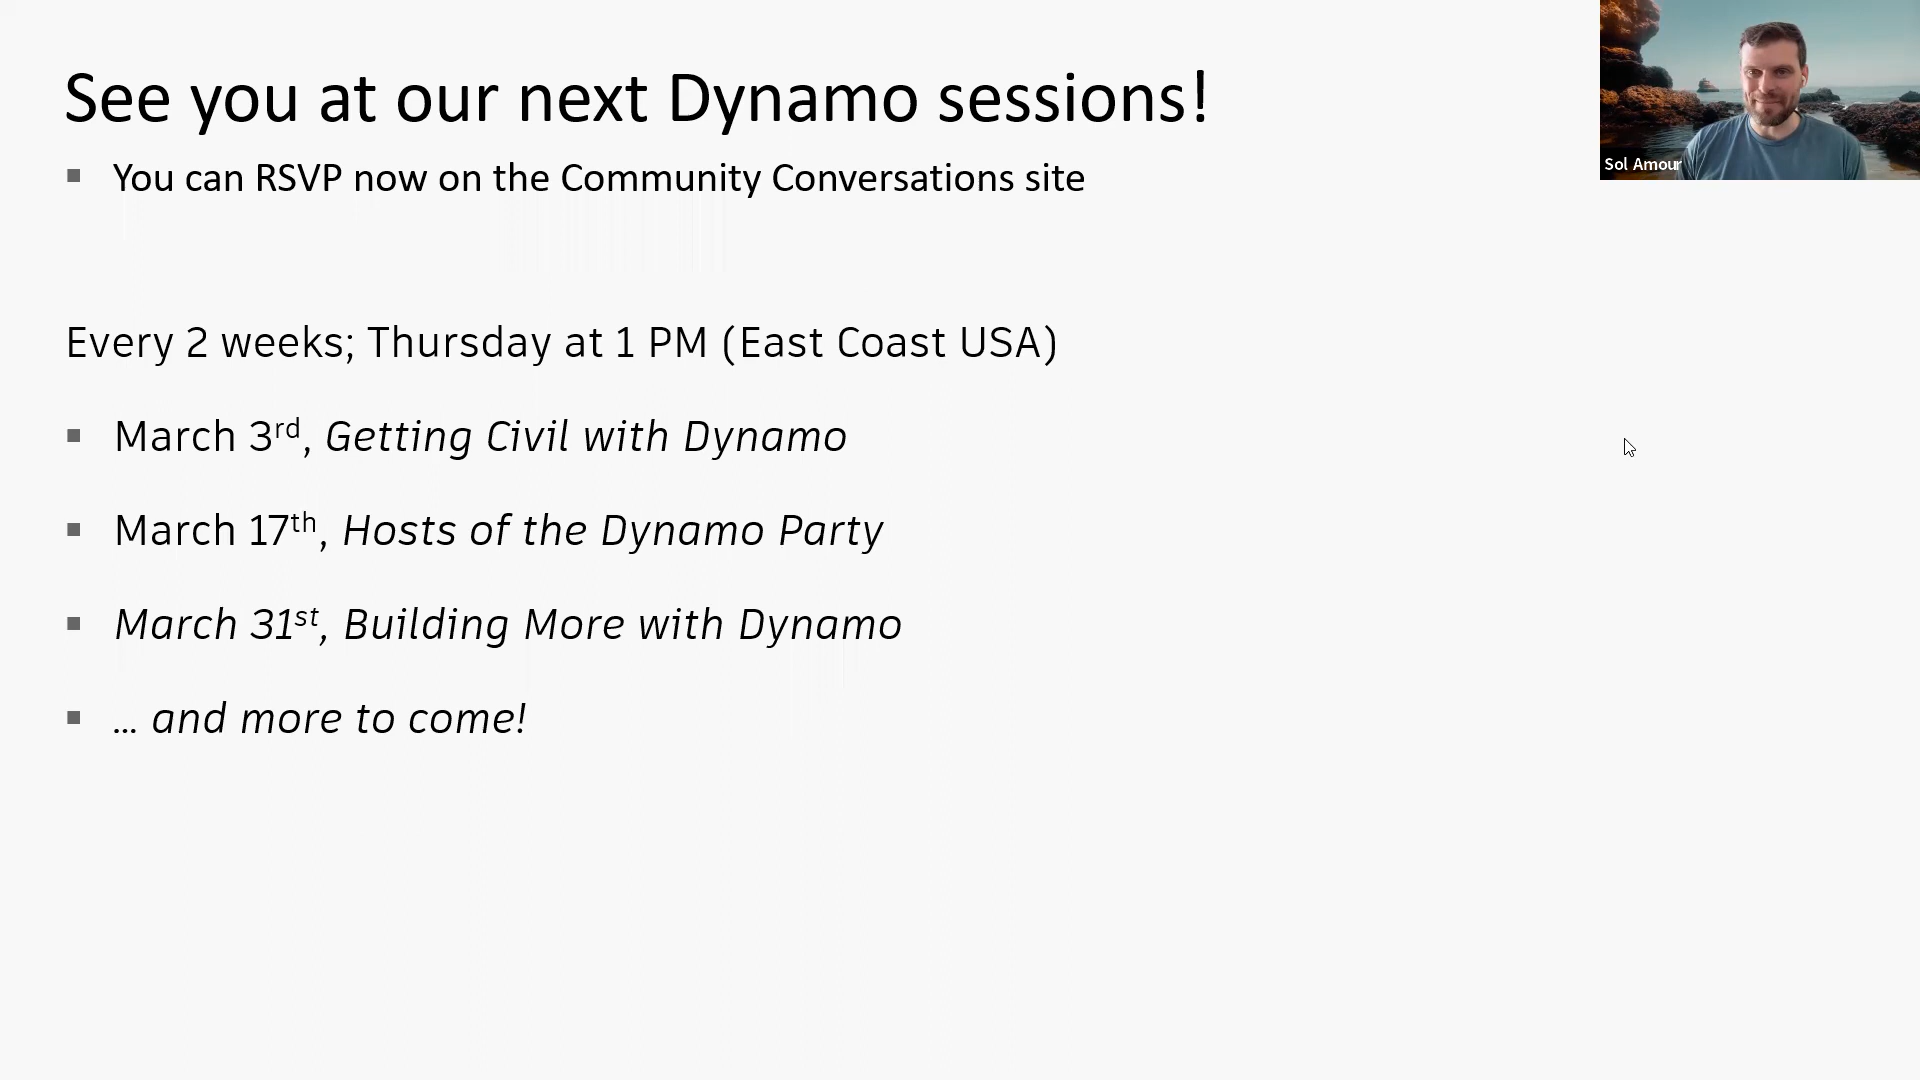 See you at our next Dynamo sessions!
▪ You can RSVP now on the Community Conversations site
Sol Amour
Every 2 weeks; Thursday at 1 PM (East Coast USA)
▪ March 3rd, Getting Civil with Dynamo
▪ March 17th, Hosts of the Dynamo Party
▪ March 31st, Building More with Dynamo
▪ ... and more to come!